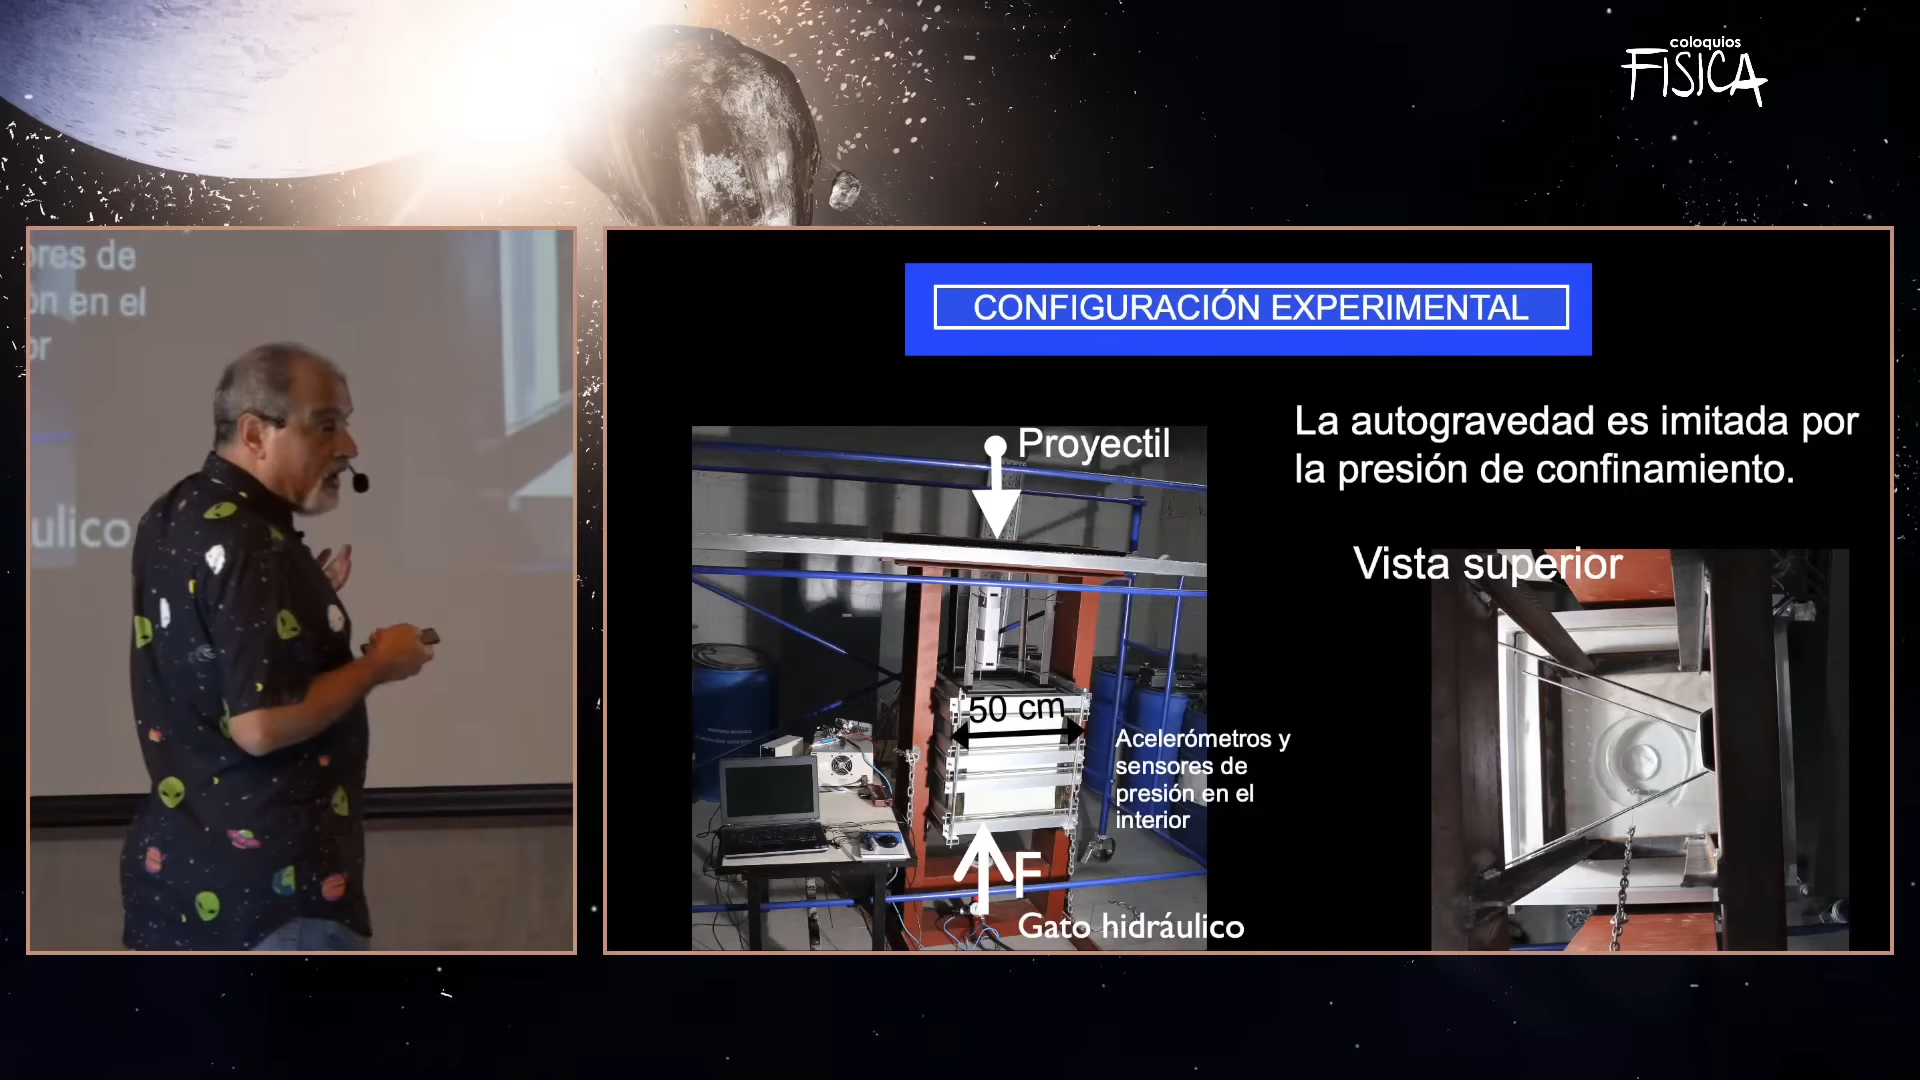 coloquios
FISICA
ores de
ón en el
or
ulico
CONFIGURACIÓN EXPERIMENTAL
La autogravedad es imitada por
la presión de confinamiento.
Proyectil
Vista superior
50 cm
Acelerómetros y
sensores de
presión en el
interior
F
Gato hidráulico